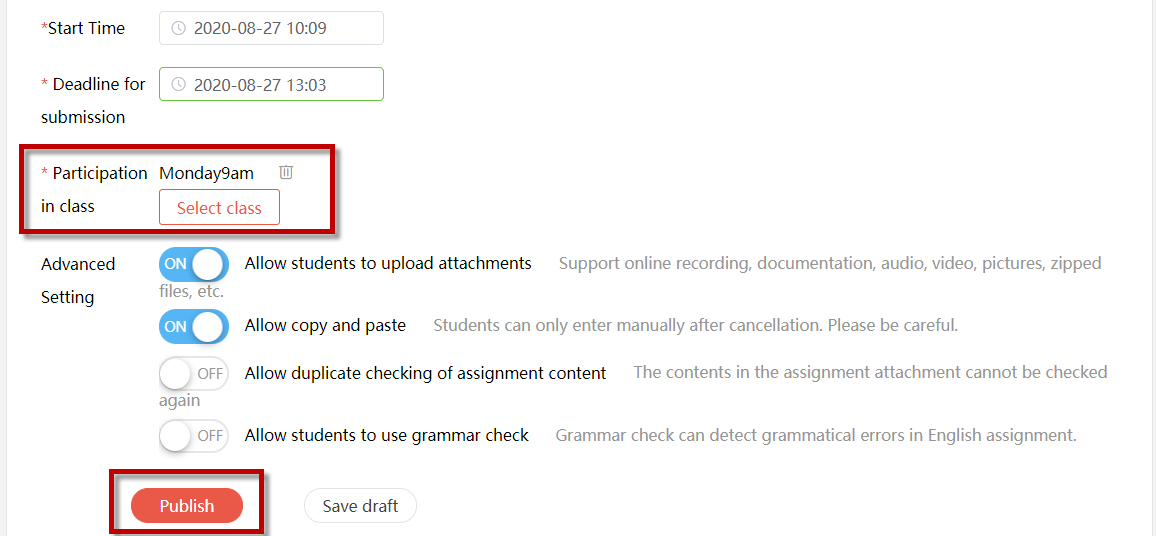 *Start Time 2020-08-27 10:09
* Deadline for submission 2020-08-27 13:03
* Participation in class Monday9am
Select class
Advanced Setting
ON Allow students to upload attachments Support online recording, documentation, audio, video, pictures, zipped
files, etc.
ON Allow copy and paste Students can only enter manually after cancellation. Please be careful.
OFF Allow duplicate checking of assignment content The contents in the assignment attachment cannot be checked
again
OFF Allow students to use grammar check Grammar check can detect grammatical errors in English assignment.
Publish Save draft